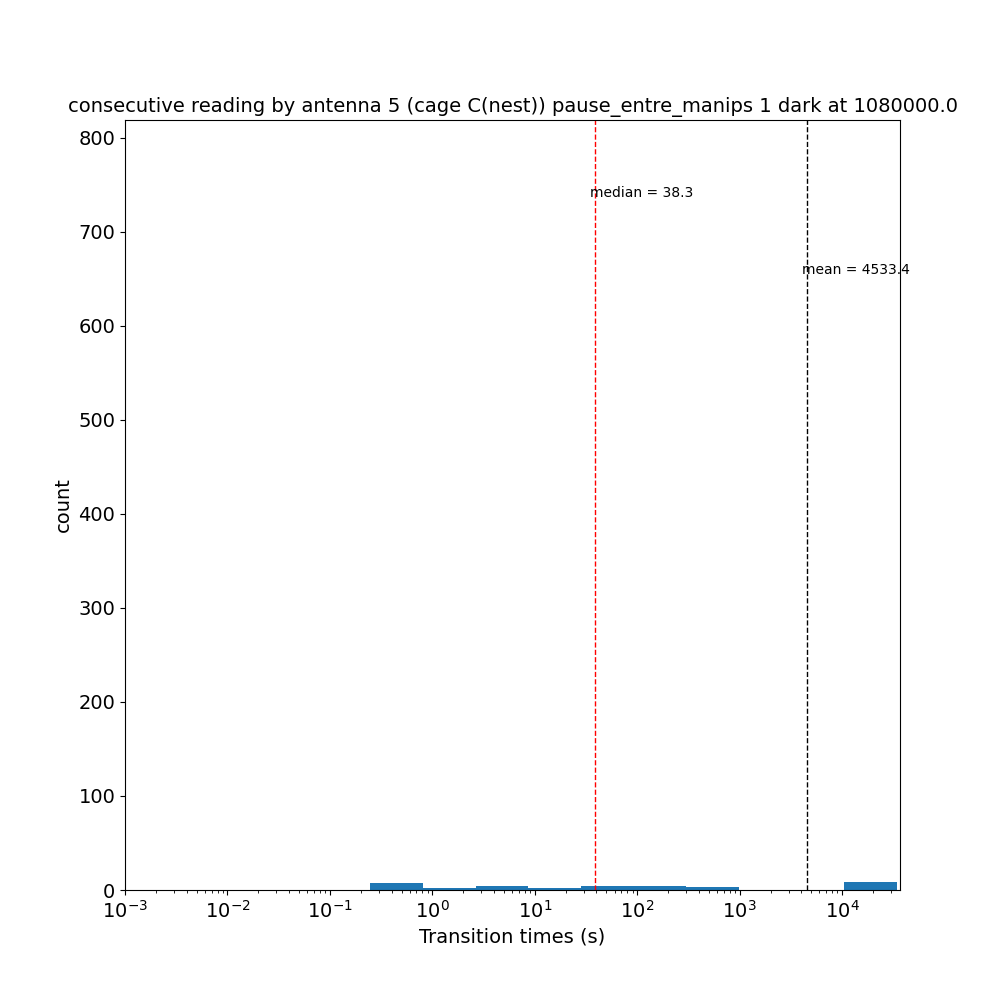 consecutive reading by antenna 5 (cage C(nest)) pause_entre_manips 1 dark at 1080000.0
800
median = 38.3
700
mean = 4533.4
600
500
count
400
300
200
100
0
10⁻³ 10⁻² 10⁻¹ 10⁰ 10¹ 10² 10³ 10⁴
Transition times (s)